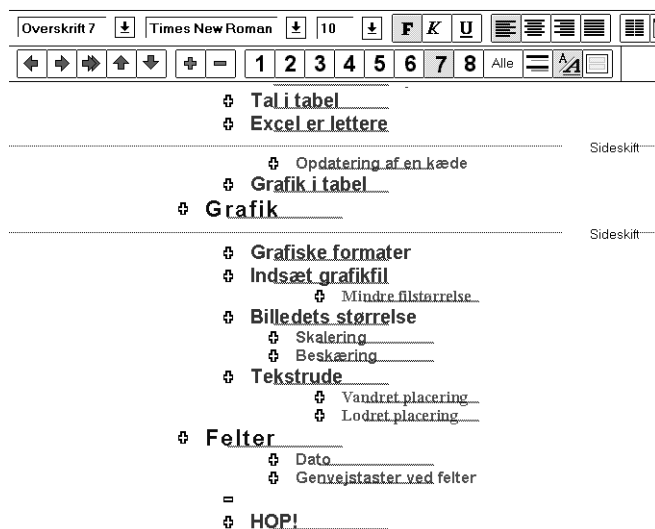 Overskrift 7 Times New Roman 10 F K U
1 2 3 4 5 6 7 8 Alle A/A
Tal i tabel
Excel er lettere
Sideskift
Opdatering af en kæde
Grafik i tabel
Grafik
Sideskift
Grafiske formater
Indsæt grafikfil
Mindre filstørrelse
Billedets størrelse
Skalering
Beskæring
Tekstrude
Vandret placering
Lodret placering
Felter
Dato
Genvejstaster ved felter
HOP!